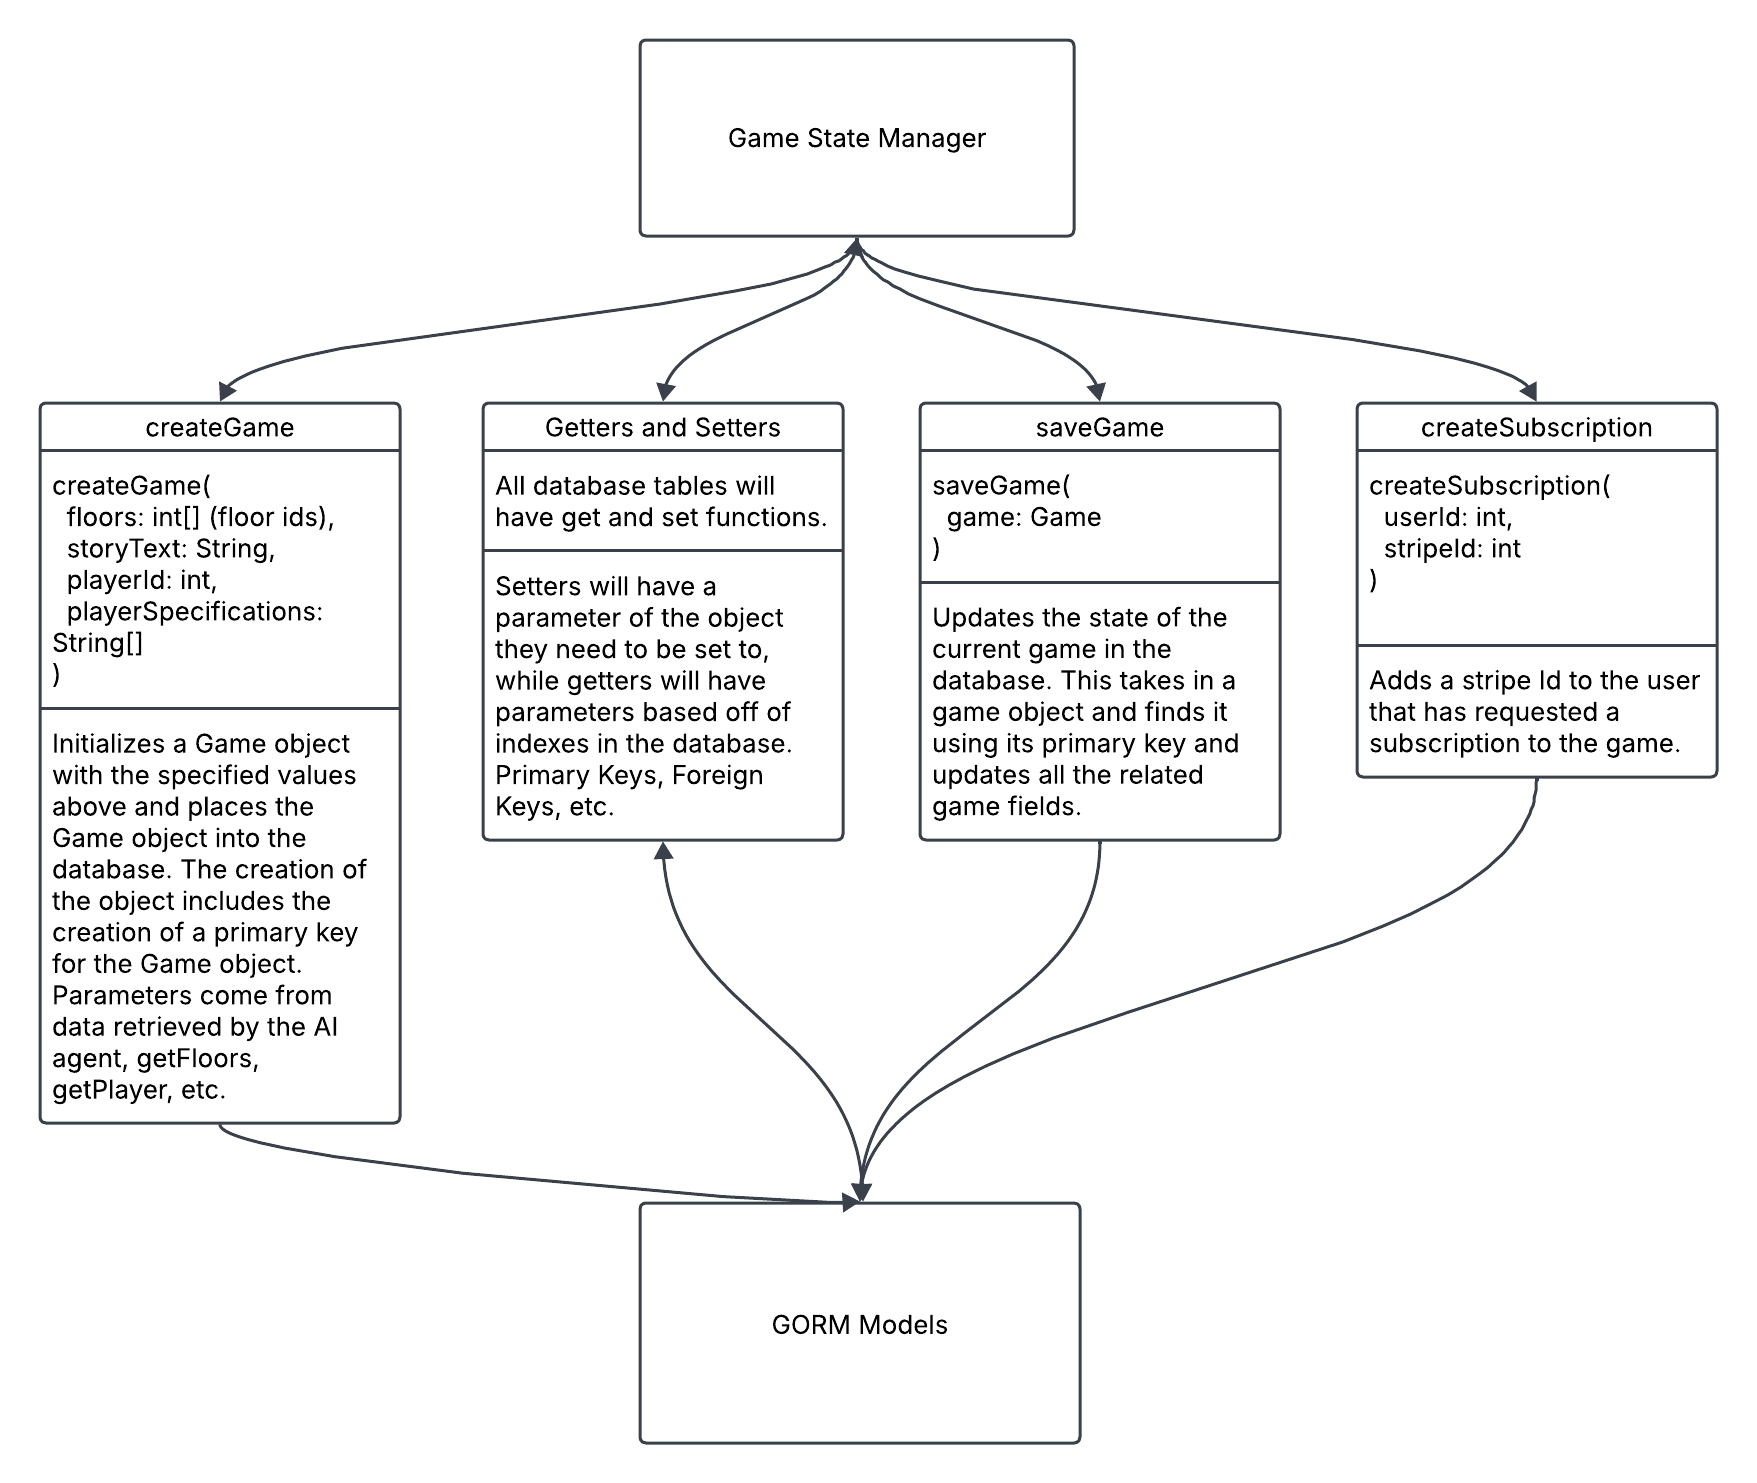 Game State Manager
createGame
createGame(
floors: int[] (floor ids),
storyText: String,
playerId: int,
playerSpecifications:
String[]
)
Initializes a Game object
with the specified values
above and places the
Game object into the
database. The creation of
the object includes the
creation of a primary key
for the Game object.
Parameters come from
data retrieved by the AI
agent, getFloors,
getPlayer, etc.
Getters and Setters
All database tables will
have get and set functions.
Setters will have a
parameter of the object
they need to be set to,
while getters will have
parameters based off of
indexes in the database.
Primary Keys, Foreign
Keys, etc.
saveGame
saveGame(
game: Game
)
Updates the state of the
current game in the
database. This takes in a
game object and finds it
using its primary key and
updates all the related
game fields.
createSubscription
createSubscription(
userId: int,
stripeId: int
)
Adds a stripe Id to the user
that has requested a
subscription to the game.
GORM Models